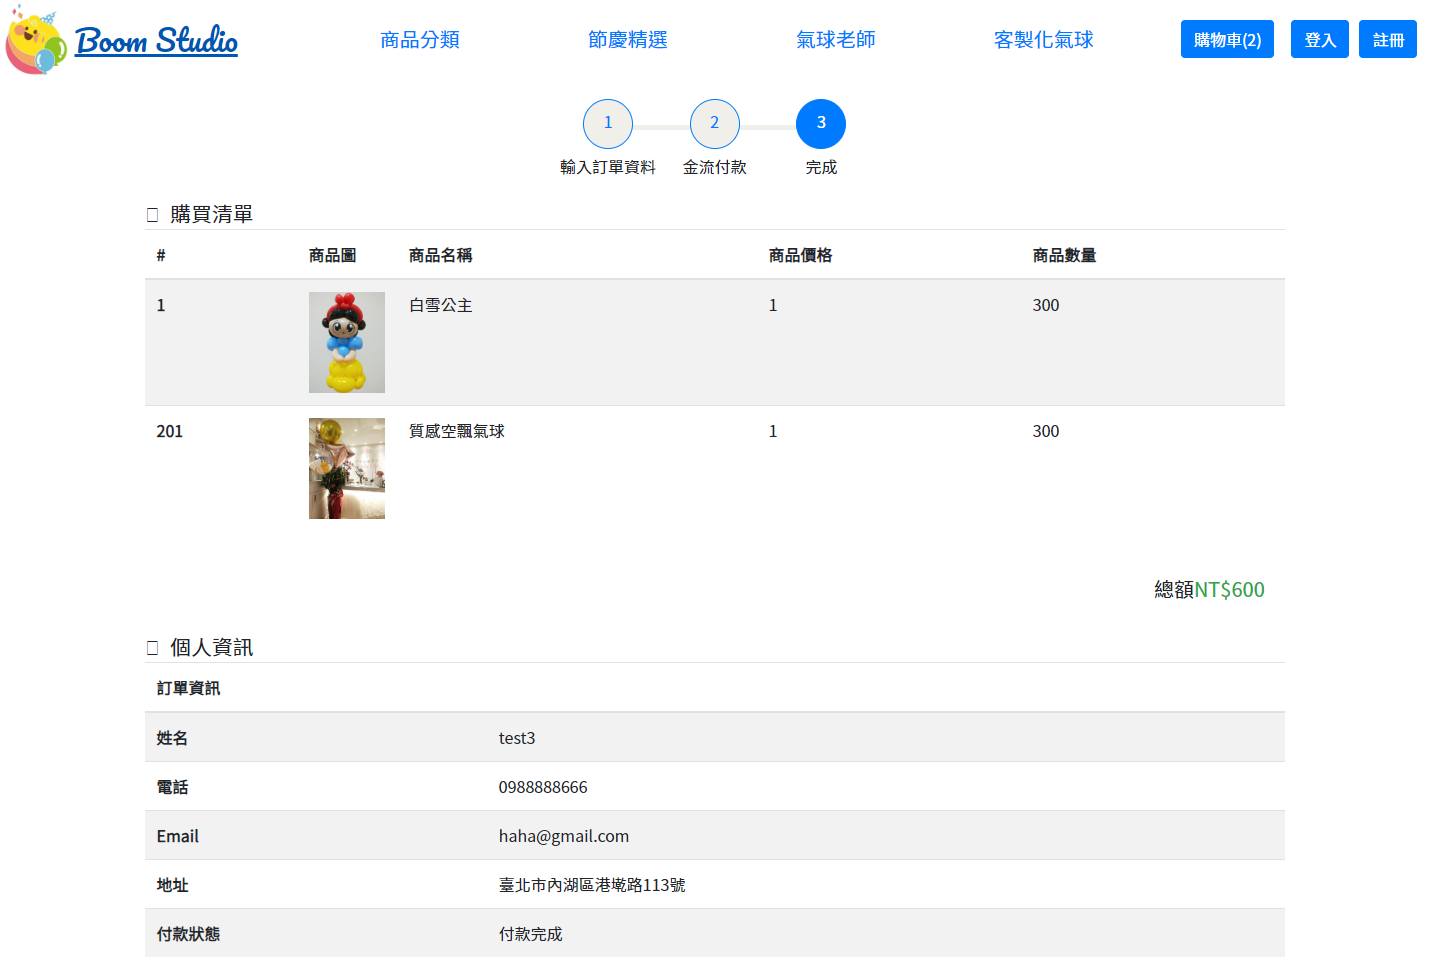 Boom Studio 商品分類 節慶精選 氣球老師 客製化氣球 購物車(2) 登入 註冊
1 2 3
輸入訂單資料 金流付款 完成
購買清單
# 商品圖 商品名稱 商品價格 商品數量
1 白雪公主 1 300
201 質感空飄氣球 1 300
總額NT$600
個人資訊
訂單資訊
姓名 test3
電話 0988888666
Email haha@gmail.com
地址 臺北市內湖區港墘路113號
付款狀態 付款完成